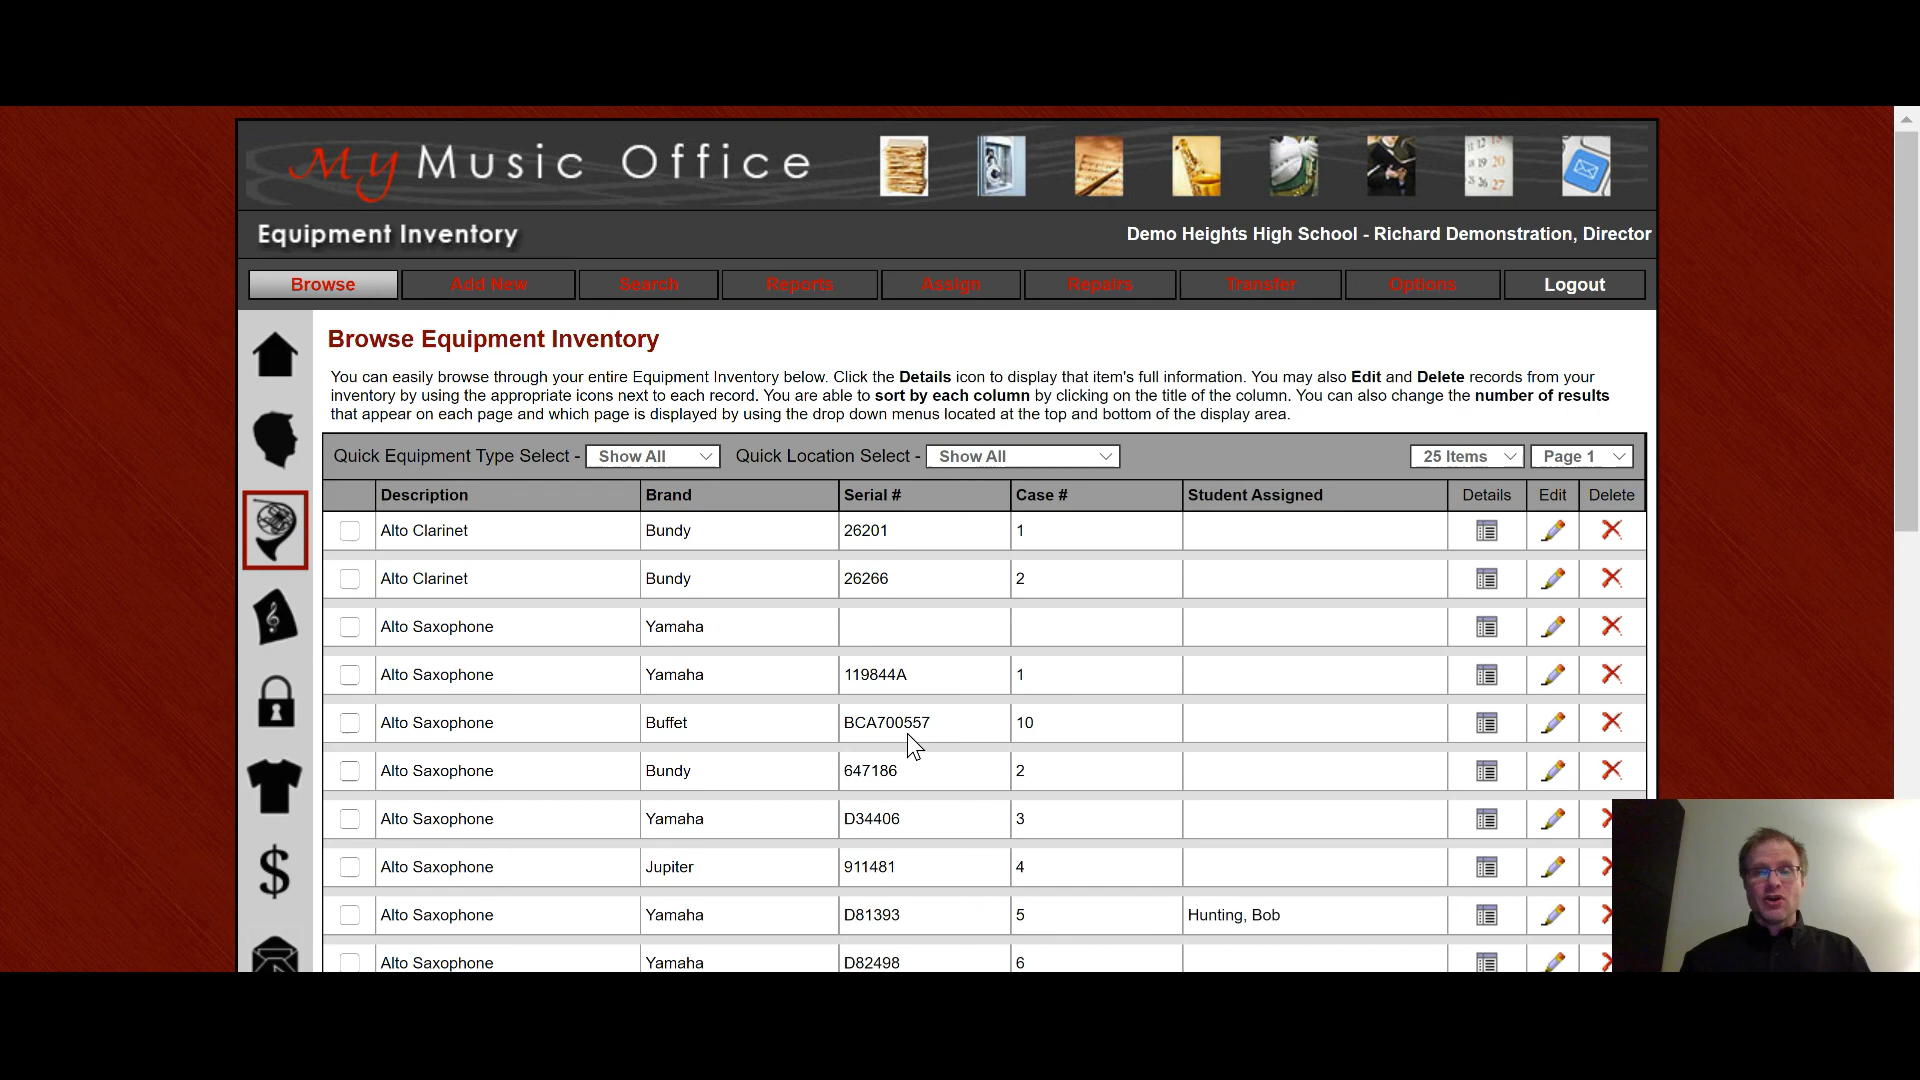 My Music Office
Equipment Inventory
Demo Heights High School - Richard Demonstration, Director
Browse Add New Search Reports Assign Repairs Transfer Options Logout
Browse Equipment Inventory
You can easily browse through your entire Equipment Inventory below. Click the Details icon to display that item's full information. You may also Edit and Delete records from your
inventory by using the appropriate icons next to each record. You are able to sort by each column by clicking on the title of the column. You can also change the number of results
that appear on each page and which page is displayed by using the drop down menus located at the top and bottom of the display area.
Quick Equipment Type Select - Show All Quick Location Select - Show All 25 Items Page 1
Description Brand Serial # Case # Student Assigned Details Edit Delete
Alto Clarinet Bundy 26201 1
Alto Clarinet Bundy 26266 2
Alto Saxophone Yamaha
Alto Saxophone Yamaha 119844A 1
Alto Saxophone Buffet BCA700557 10
Alto Saxophone Bundy 647186 2
Alto Saxophone Yamaha D34406 3
Alto Saxophone Jupiter 911481 4
Alto Saxophone Yamaha D81393 5 Hunting, Bob
Alto Saxophone Yamaha D82498 6